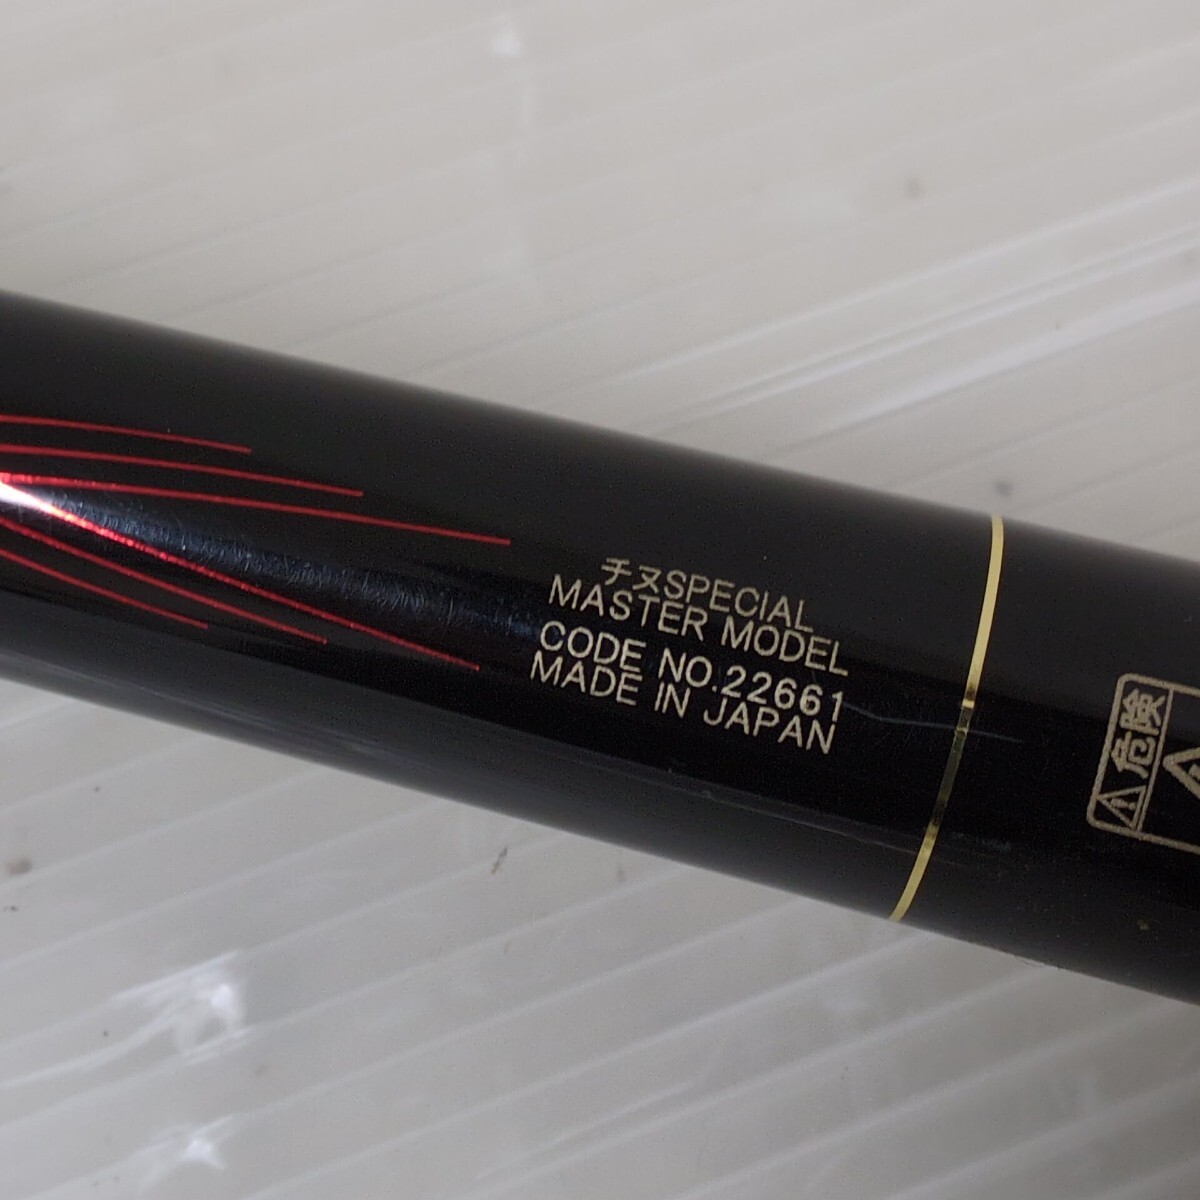 チヌSPECIAL
MASTER MODEL
CODE NO.22661
MADE IN JAPAN
危険